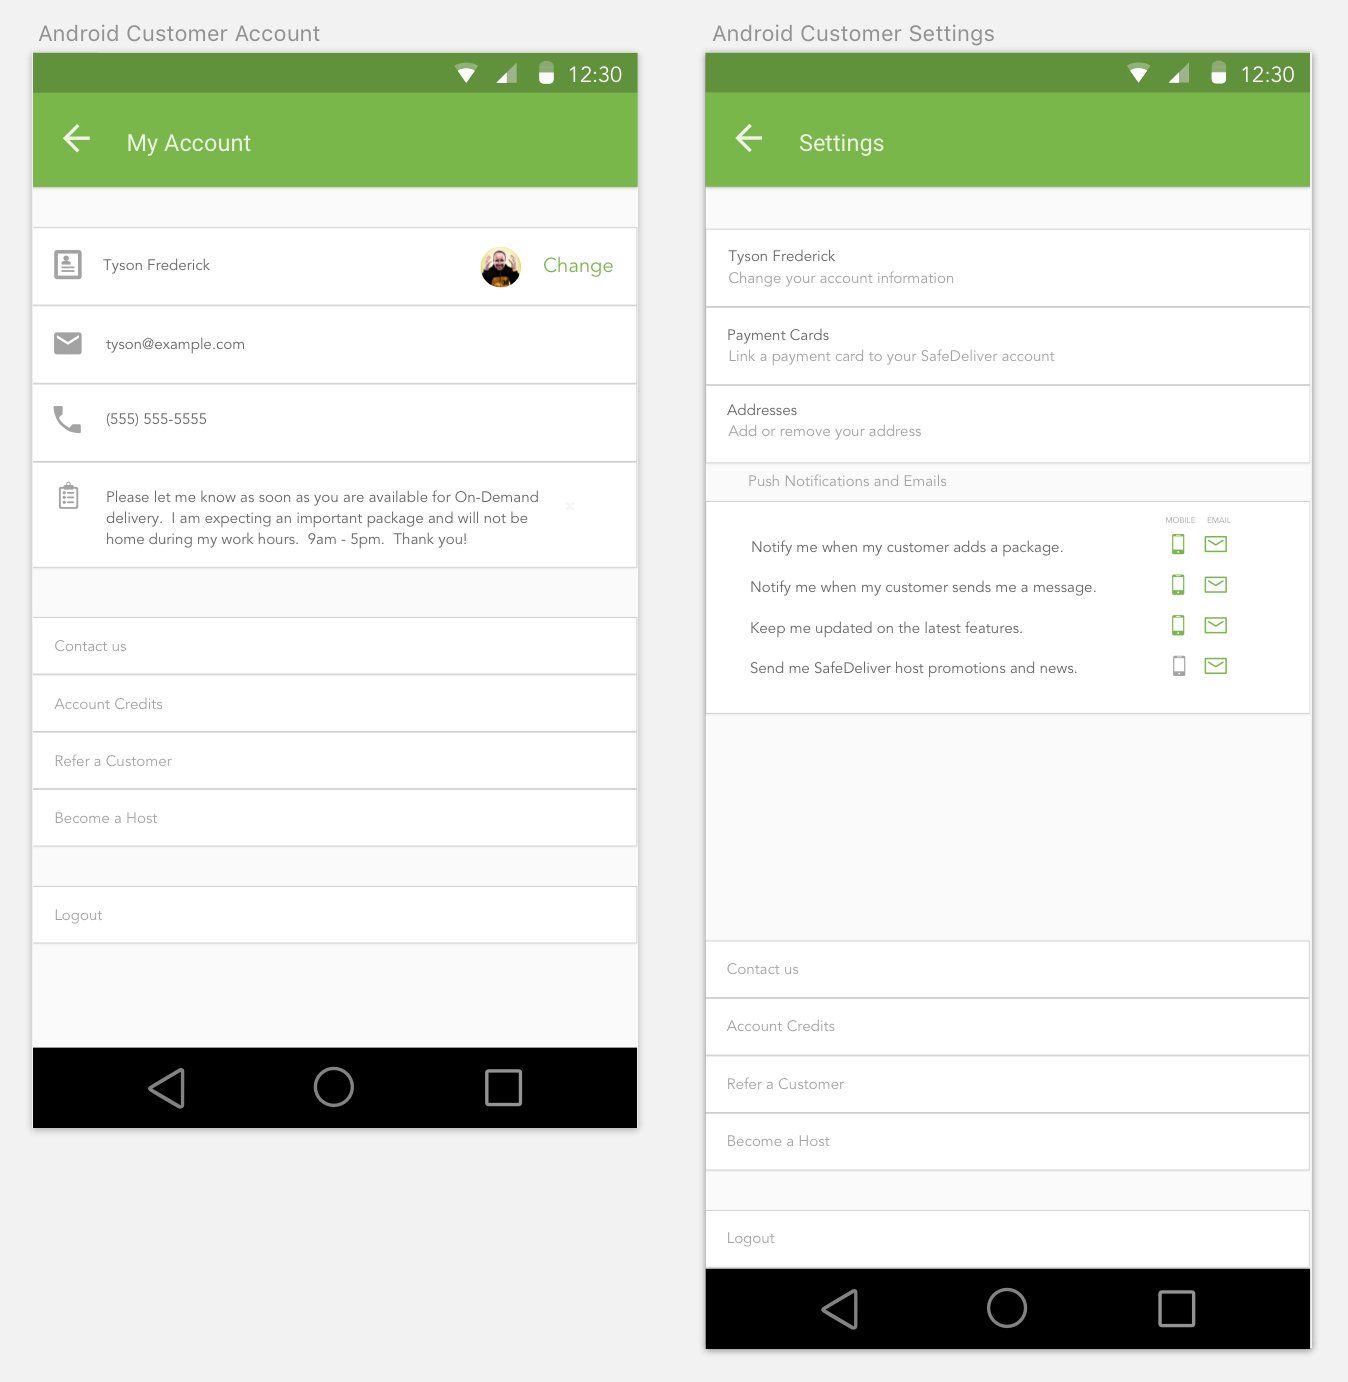 Android Customer Account
12:30
My Account
Tyson Frederick
Change
tyson@example.com
(555) 555-5555
Please let me know as soon as you are available for On-Demand
delivery.  I am expecting an important package and will not be
home during my work hours.  9am - 5pm.  Thank you!
Contact us
Account Credits
Refer a Customer
Become a Host
Logout
Android Customer Settings
12:30
Settings
Tyson Frederick
Change your account information
Payment Cards
Link a payment card to your SafeDeliver account
Addresses
Add or remove your address
Push Notifications and Emails
MOBILE EMAIL
Notify me when my customer adds a package.
Notify me when my customer sends me a message.
Keep me updated on the latest features.
Send me SafeDeliver host promotions and news.
Contact us
Account Credits
Refer a Customer
Become a Host
Logout